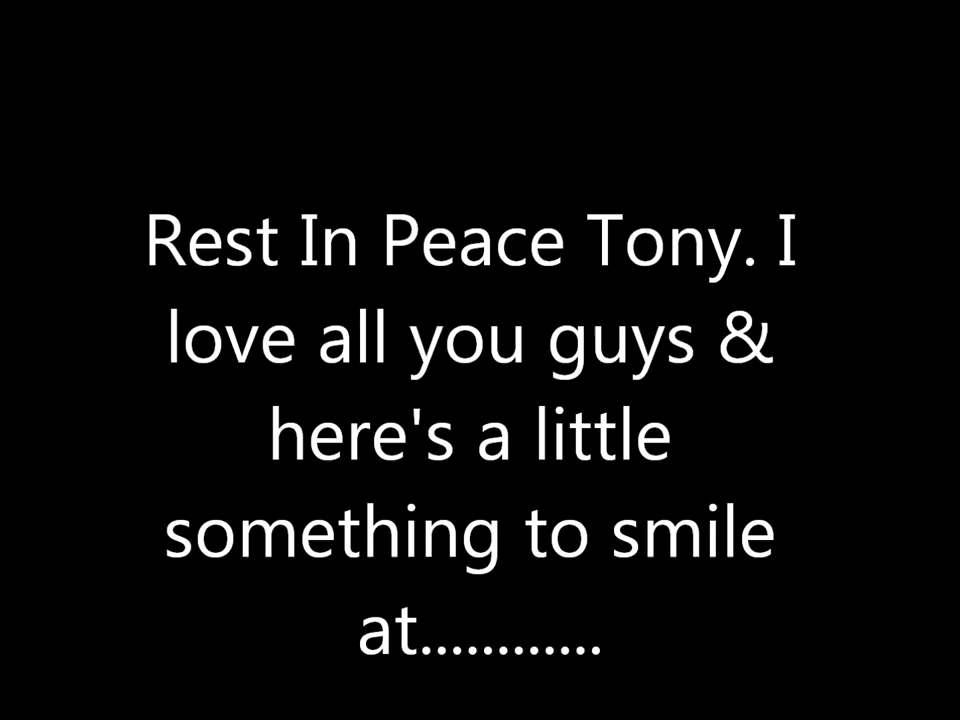 Rest In Peace Tony. I
love all you guys &
here's a little
something to smile
at............